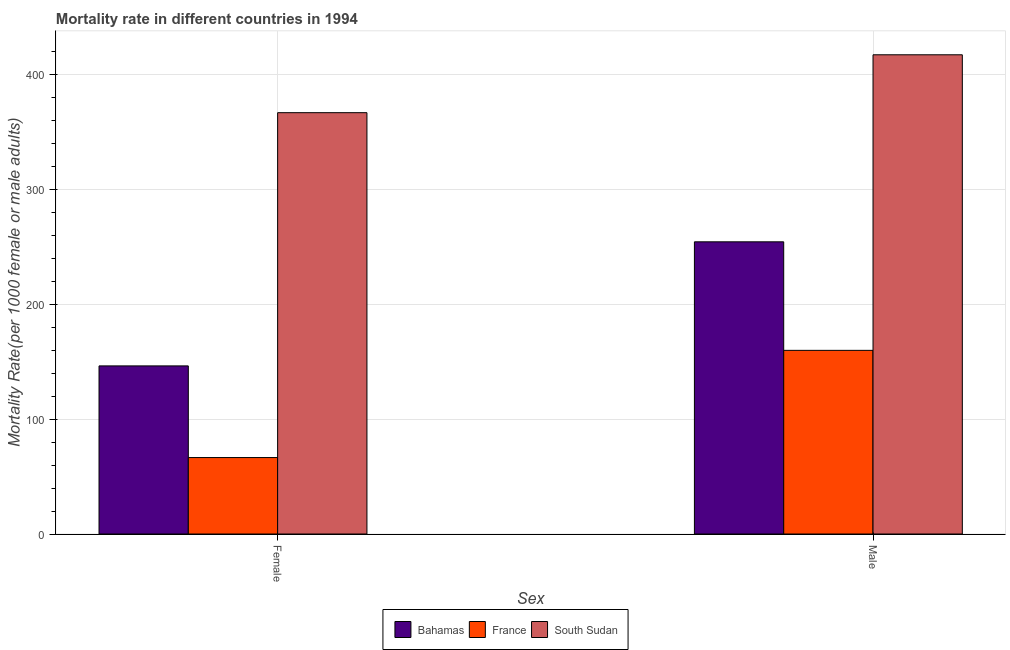 Mortality rate in different countries in 1994
Mortality Rate(per 1000 female or male adults)
400
300
200
100
0
Female
Male
Sex
Bahamas
France
South Sudan